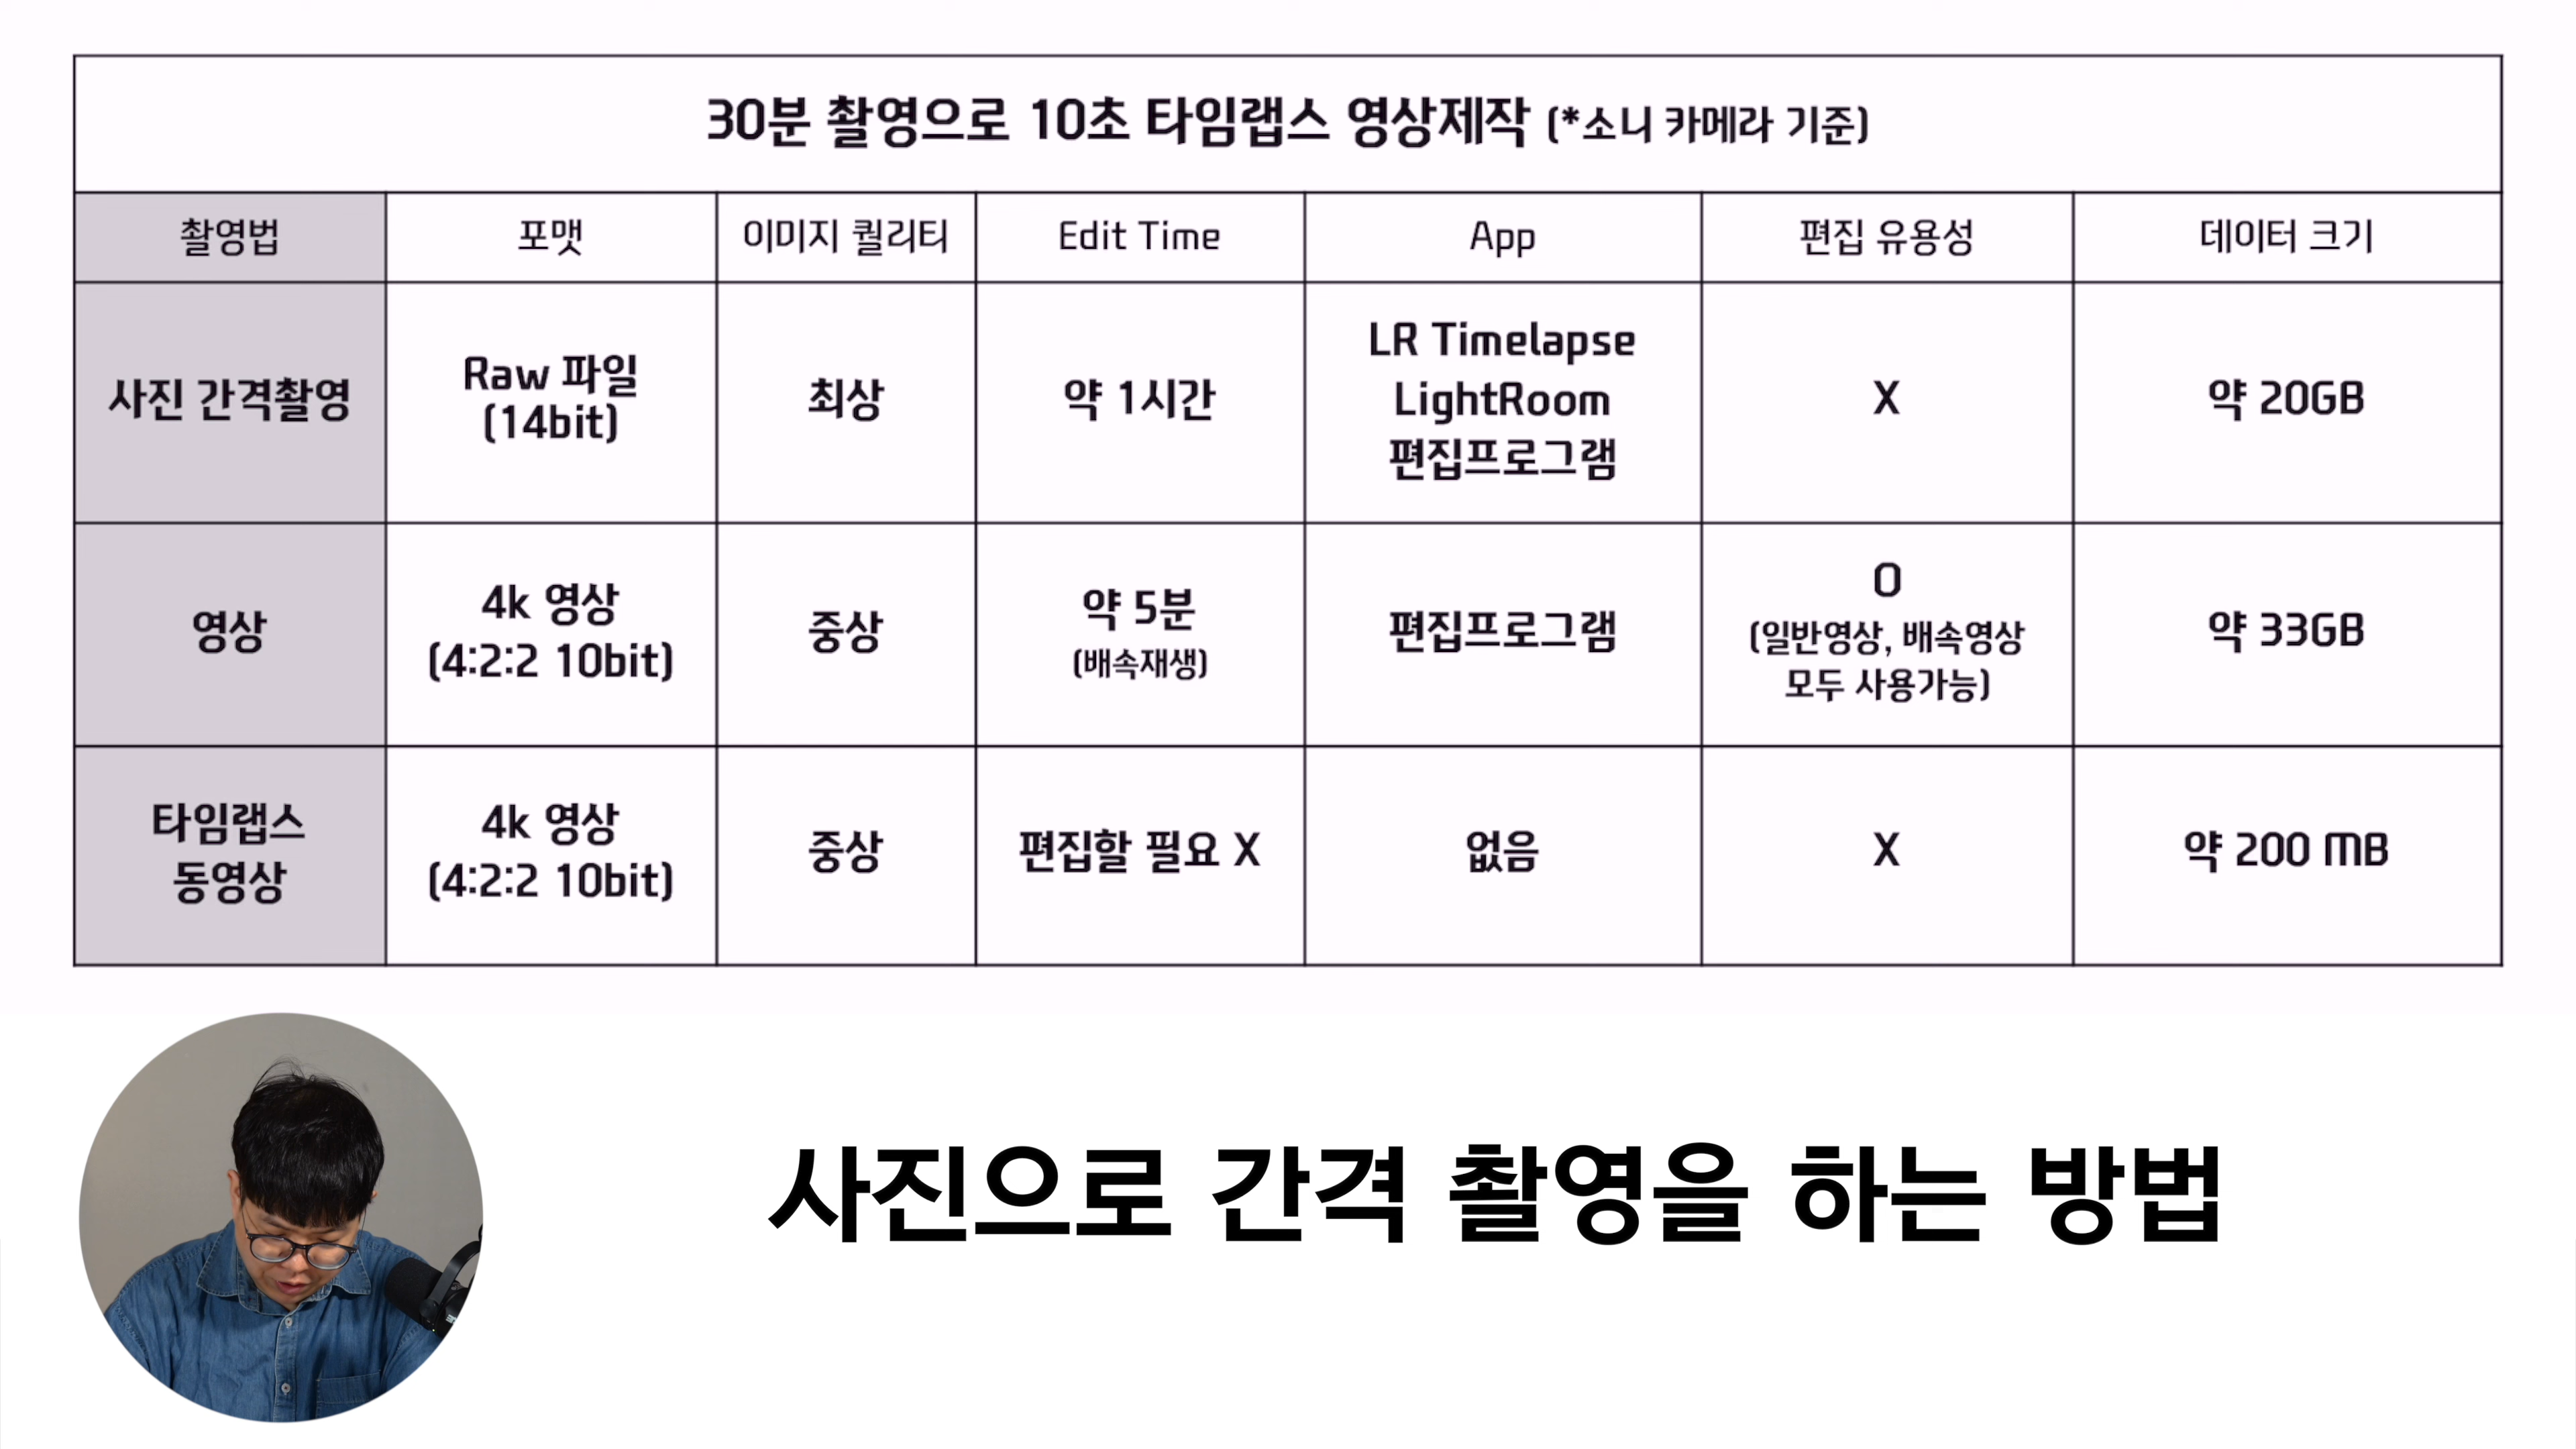 30분 촬영으로 10초 타임랩스 영상제작 (*소니 카메라 기준)
촬영법 포맷 이미지 퀄리티 Edit Time App 편집 유용성 데이터 크기
사진 간격촬영
Raw 파일
(14bit)
최상
약 1시간
LR Timelapse
LightRoom
편집프로그램
X
약 20GB
영상
4k 영상
(4:2:2 10bit)
중상
약 5분
(배속재생)
편집프로그램
O
(일반영상, 배속영상
모두 사용가능)
약 33GB
타임랩스
동영상
4k 영상
(4:2:2 10bit)
중상
편집할 필요 X
없음
X
약 200 MB
사진으로 간격 촬영을 하는 방법